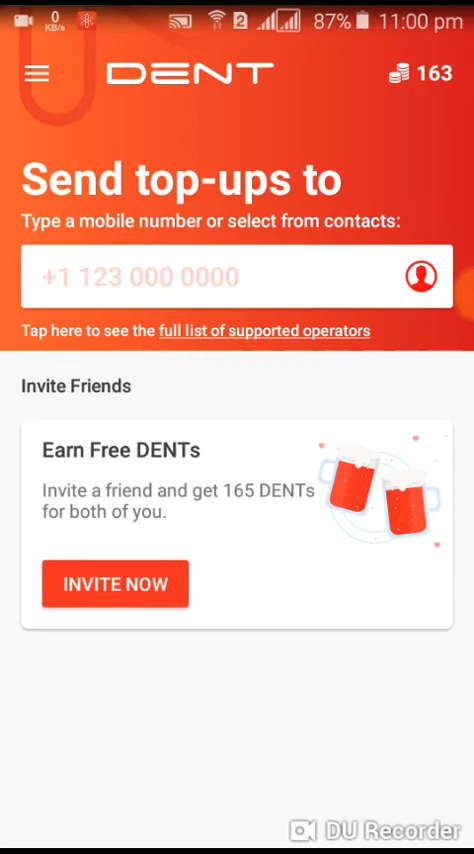 0
KB/s
2
87%
11:00 pm
DENT
163
Send top-ups to
Type a mobile number or select from contacts:
+1 123 000 0000
Tap here to see the full list of supported operators
Invite Friends
Earn Free DENTs
Invite a friend and get 165 DENTs
for both of you.
INVITE NOW
DU Recorder